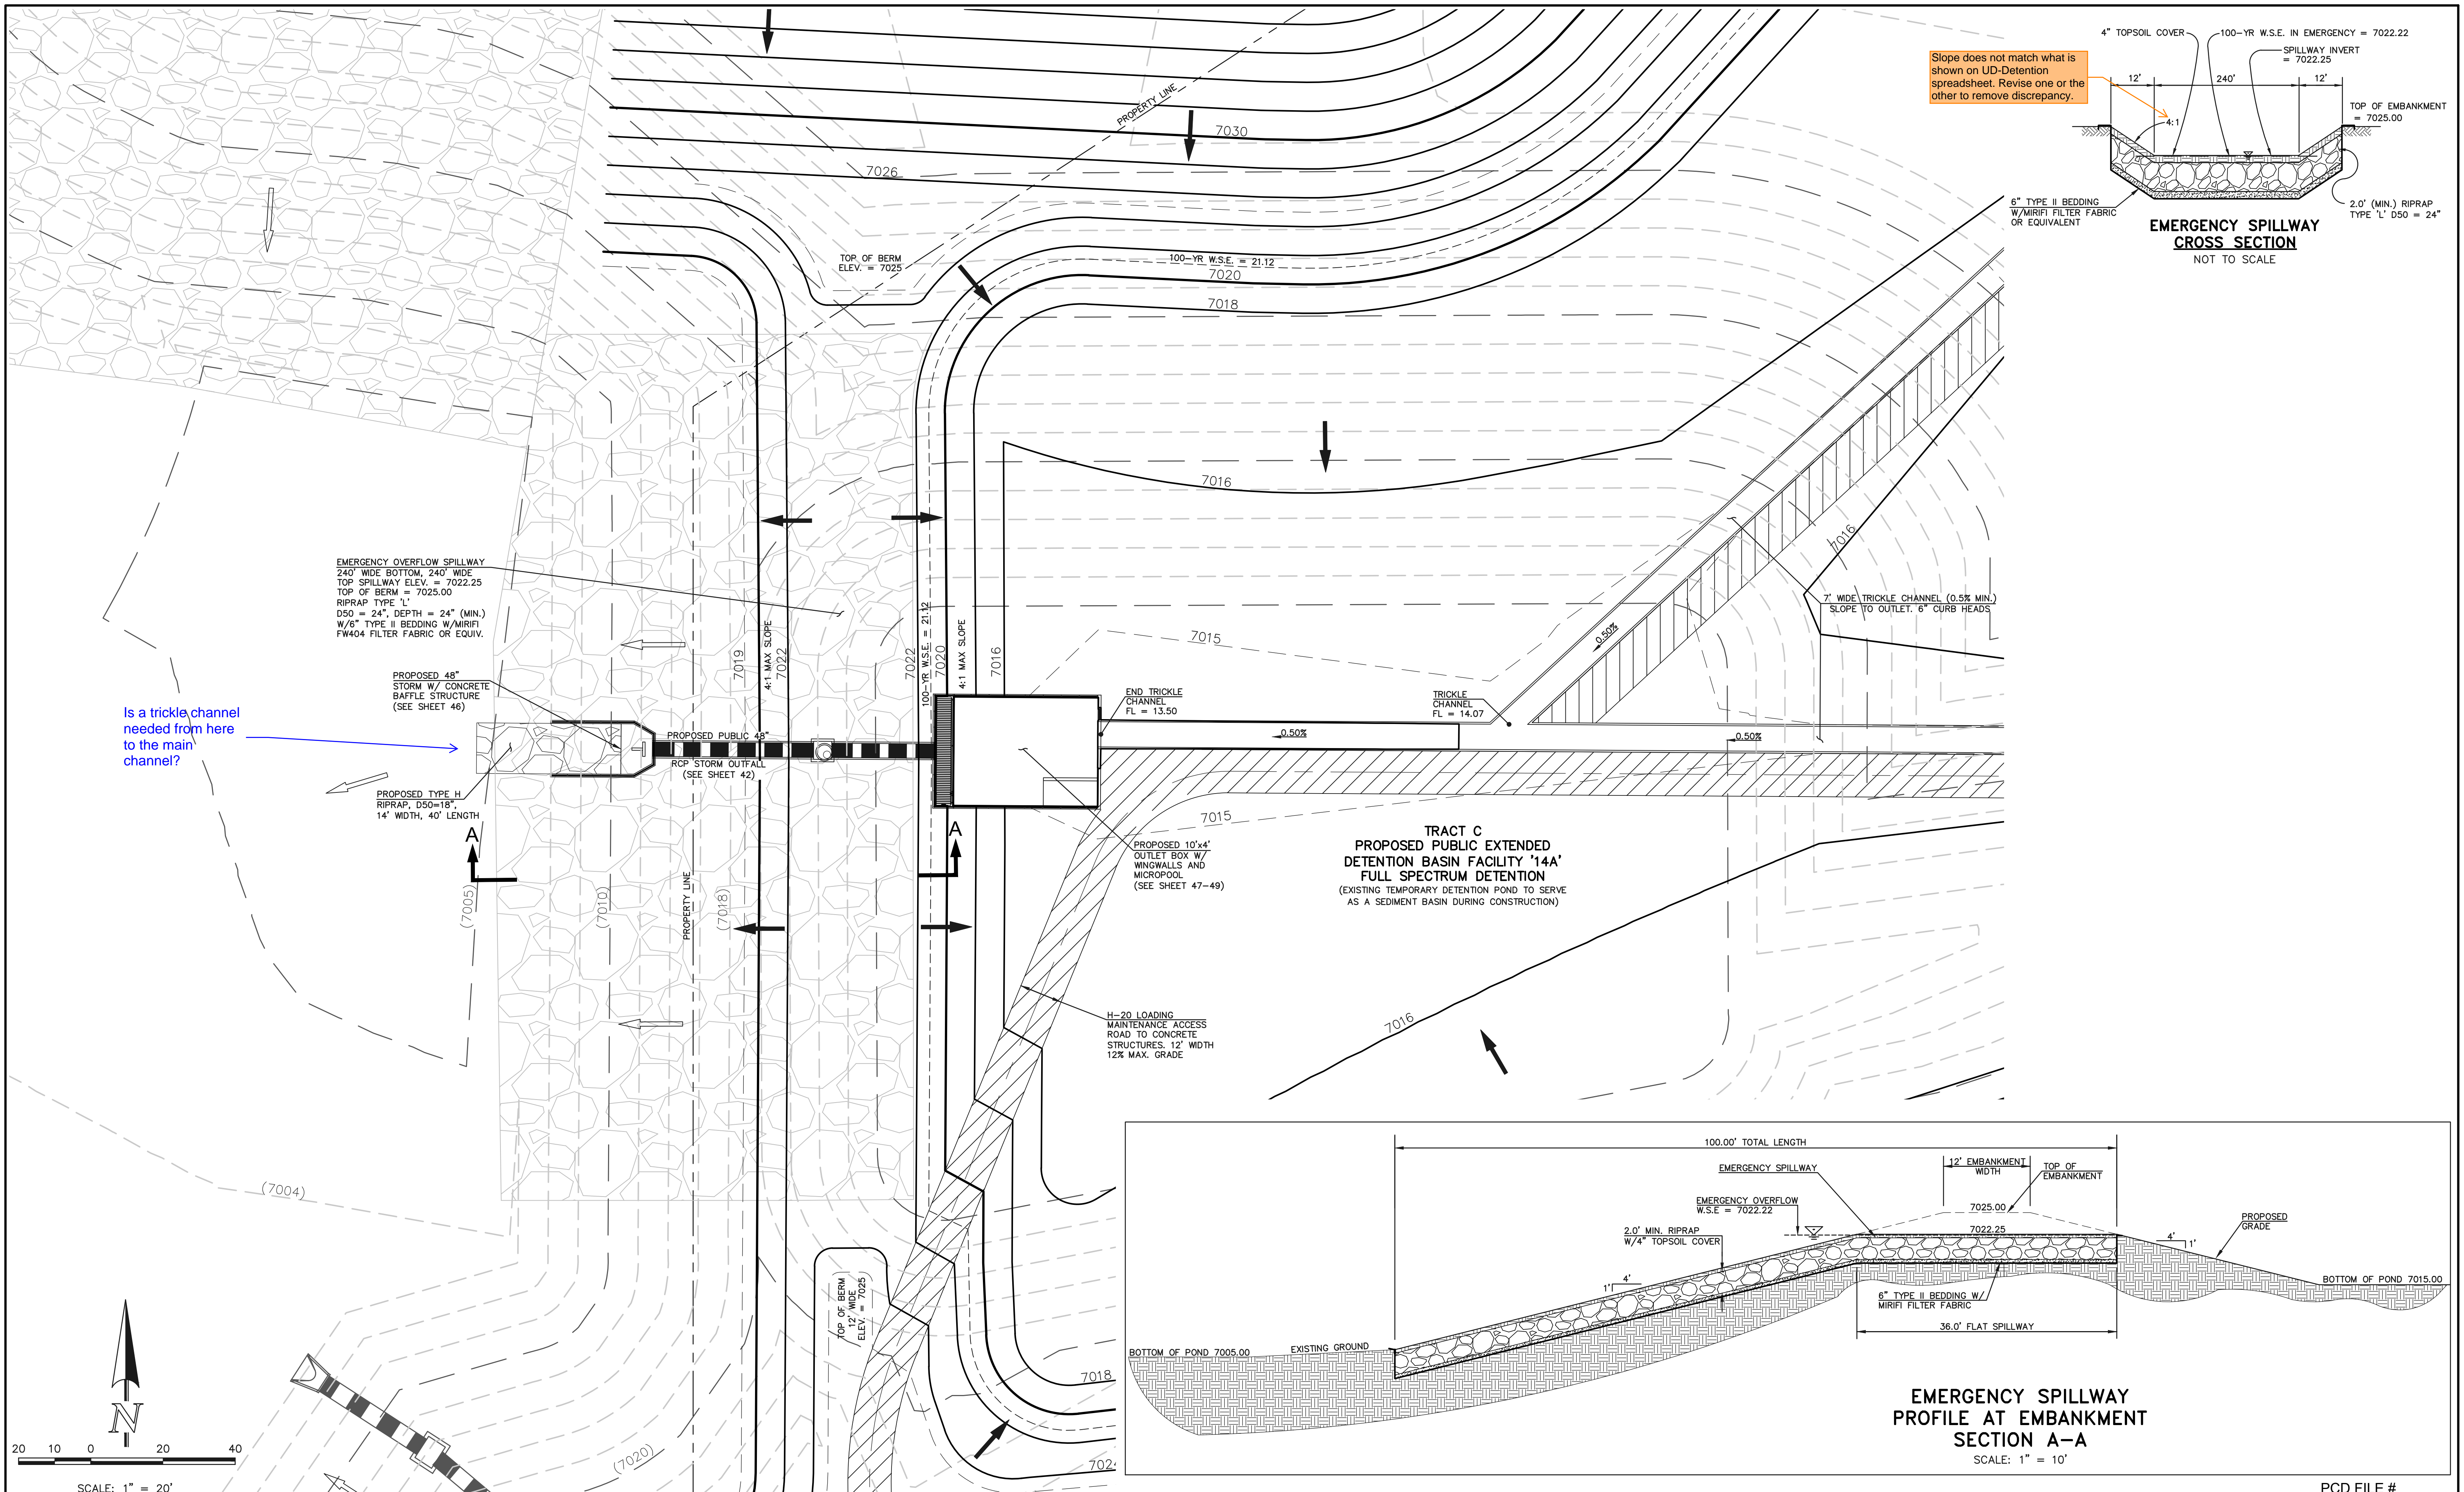 7030
PROPERTY LINE
7026
TOP OF BERM
ELEV. = 7025
100-YR W.S.E. = 21.12
7020
7018
7016
7016
EMERGENCY OVERFLOW SPILLWAY
240' WIDE BOTTOM, 240' WIDE
TOP SPILLWAY ELEV. = 7022.25
TOP OF BERM = 7025.00
RIPRAP TYPE 'L'
D50 = 24", DEPTH = 24" (MIN.)
W/6" TYPE II BEDDING W/MIRIFI
FW404 FILTER FABRIC OR EQUIV.
PROPOSED 48"
STORM W/ CONCRETE
BAFFLE STRUCTURE
(SEE SHEET 46)
Is a trickle channel
needed from here
to the main
channel?
PROPOSED TYPE H
RIPRAP, D50=18",
14' WIDTH, 40' LENGTH
7019
4:1 MAX SLOPE
7022
7022
100-YR W.S.E. = 21.12
7020
4:1 MAX SLOPE
7016
7015
PROPOSED PUBLIC 48"
RCP STORM OUTFALL
(SEE SHEET 42)
END TRICKLE
CHANNEL
FL = 13.50
TRICKLE
CHANNEL
FL = 14.07
0.50%
0.50%
0.50%
7' WIDE TRICKLE CHANNEL (0.5% MIN.)
SLOPE TO OUTLET. 6" CURB HEADS
A
A
(7005)
(7010)
PROPERTY LINE
(7018)
7015
PROPOSED 10'x4'
OUTLET BOX W/
WINGWALLS AND
MICROPOOL
(SEE SHEET 47-49)
TRACT C
PROPOSED PUBLIC EXTENDED
DETENTION BASIN FACILITY '14A'
FULL SPECTRUM DETENTION
(EXISTING TEMPORARY DETENTION POND TO SERVE
AS A SEDIMENT BASIN DURING CONSTRUCTION)
H-20 LOADING
MAINTENANCE ACCESS
ROAD TO CONCRETE
STRUCTURES. 12' WIDTH
12% MAX. GRADE
7016
(7004)
TOP OF BERM
12' WIDE
ELEV. = 7025
7018
7024
(7020)
N
20 10 0 20 40
SCALE: 1" = 20'
Slope does not match what is
shown on UD-Detention
spreadsheet. Revise one or the
other to remove discrepancy.
4" TOPSOIL COVER
100-YR W.S.E. IN EMERGENCY = 7022.22
SPILLWAY INVERT
= 7022.25
12' 240' 12'
TOP OF EMBANKMENT
= 7025.00
4:1
6" TYPE II BEDDING
W/MIRIFI FILTER FABRIC
OR EQUIVALENT
2.0' (MIN.) RIPRAP
TYPE 'L' D50 = 24"
EMERGENCY SPILLWAY
CROSS SECTION
NOT TO SCALE
100.00' TOTAL LENGTH
EMERGENCY SPILLWAY
12' EMBANKMENT
WIDTH
TOP OF
EMBANKMENT
EMERGENCY OVERFLOW
W.S.E = 7022.22
7025.00
7022.25
2.0' MIN. RIPRAP
W/4" TOPSOIL COVER
PROPOSED
GRADE
4'
1'
4'
1'
BOTTOM OF POND 7015.00
6" TYPE II BEDDING W/
MIRIFI FILTER FABRIC
36.0' FLAT SPILLWAY
BOTTOM OF POND 7005.00
EXISTING GROUND
EMERGENCY SPILLWAY
PROFILE AT EMBANKMENT
SECTION A-A
SCALE: 1" = 10'
PCD FILE #